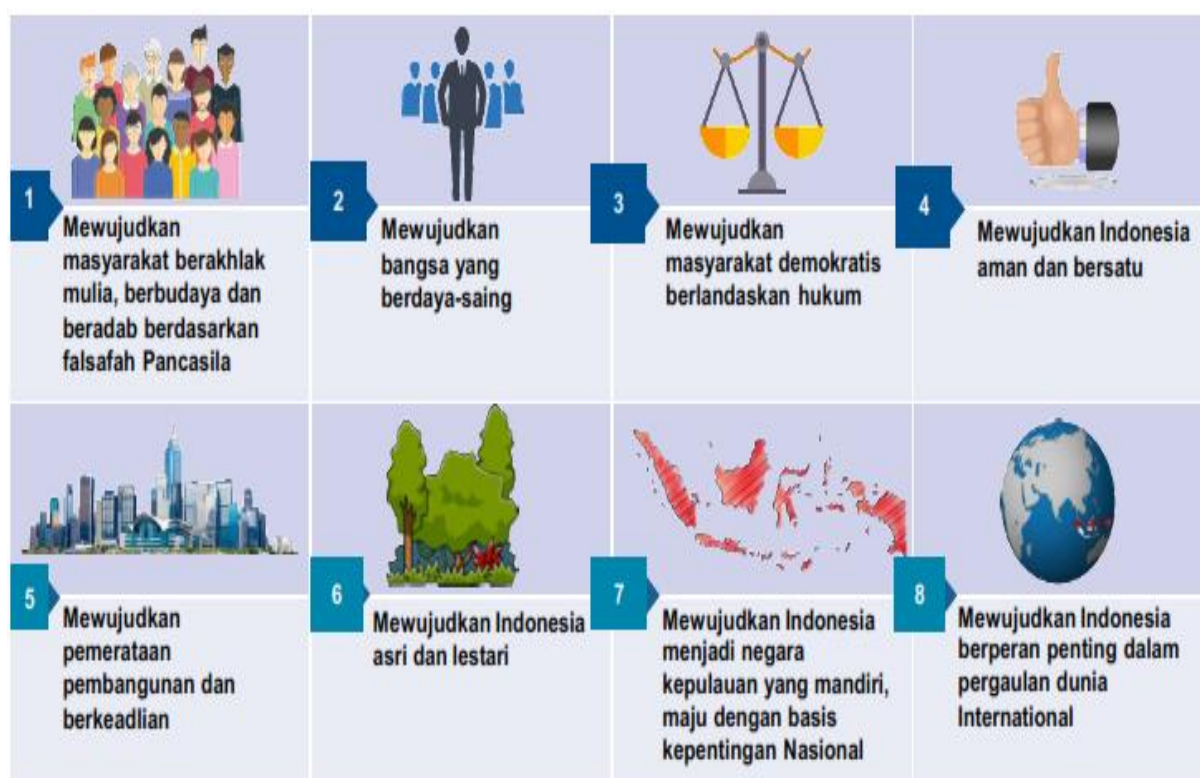 1
Mewujudkan
masyarakat berakhlak
mulia, berbudaya dan
beradab berdasarkan
falsafah Pancasila
2
Mewujudkan
bangsa yang
berdaya-saing
3
Mewujudkan
masyarakat demokratis
berlandaskan hukum
4
Mewujudkan Indonesia
aman dan bersatu
5
Mewujudkan
pemerataan
pembangunan dan
berkeadlian
6
Mewujudkan Indonesia
asri dan lestari
7
Mewujudkan Indonesia
menjadi negara
kepulauan yang mandiri,
maju dengan basis
kepentingan Nasional
8
Mewujudkan Indonesia
berperan penting dalam
pergaulan dunia
International